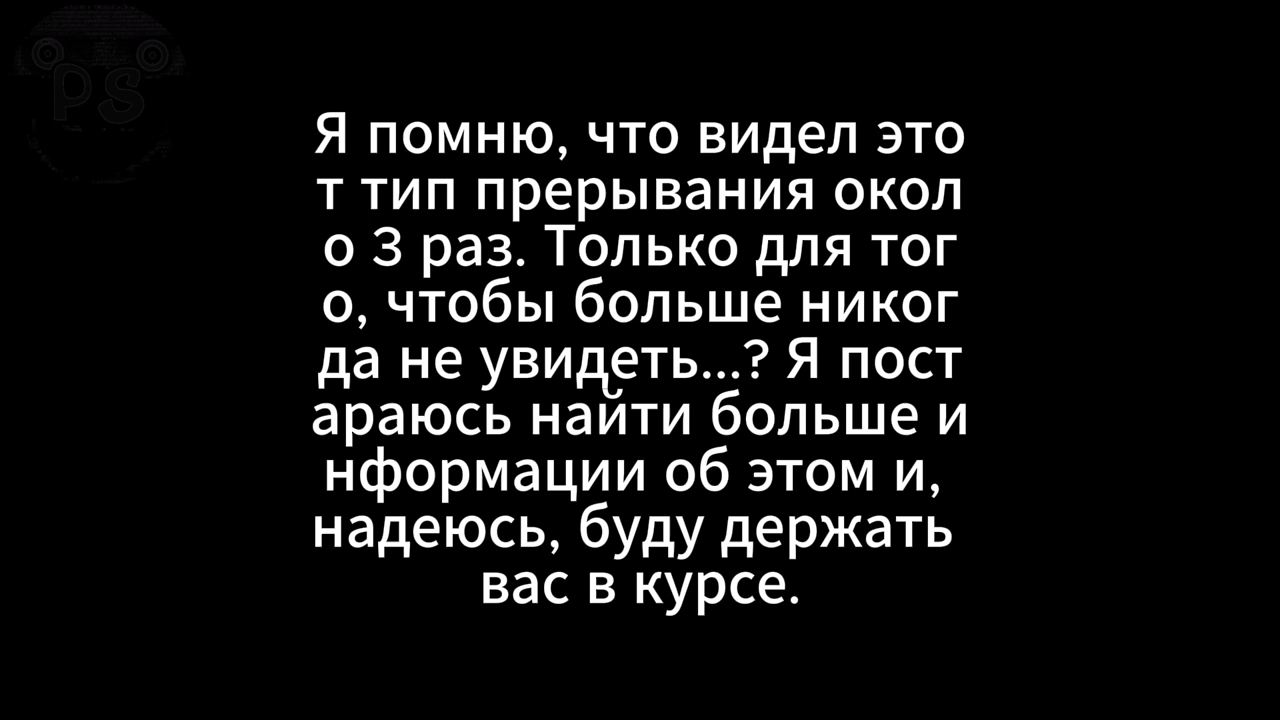 PS
Я помню, что видел это
т тип прерывания окол
о 3 раз. Только для тог
о, чтобы больше никог
да не увидеть...? Я пост
араюсь найти больше и
нформации об этом и,
надеюсь, буду держать
вас в курсе.